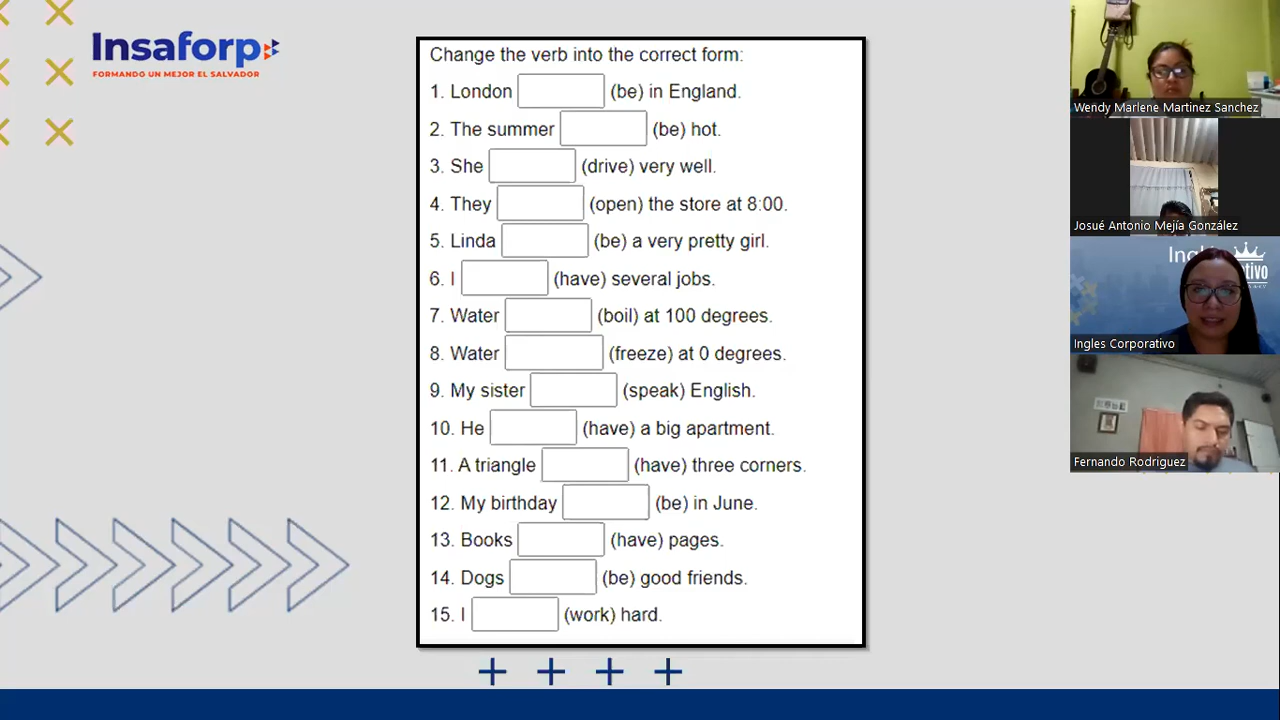 Insaforp
FORMANDO UN MEJOR EL SALVADOR
Change the verb into the correct form:
1. London (be) in England.
2. The summer (be) hot.
3. She (drive) very well.
4. They (open) the store at 8:00.
5. Linda (be) a very pretty girl.
6. I (have) several jobs.
7. Water (boil) at 100 degrees.
8. Water (freeze) at 0 degrees.
9. My sister (speak) English.
10. He (have) a big apartment.
11. A triangle (have) three corners.
12. My birthday (be) in June.
13. Books (have) pages.
14. Dogs (be) good friends.
15. I (work) hard.
Wendy Marlene Martinez Sanchez
Josué Antonio Mejía González
Ingles Corporativo
Fernando Rodriguez